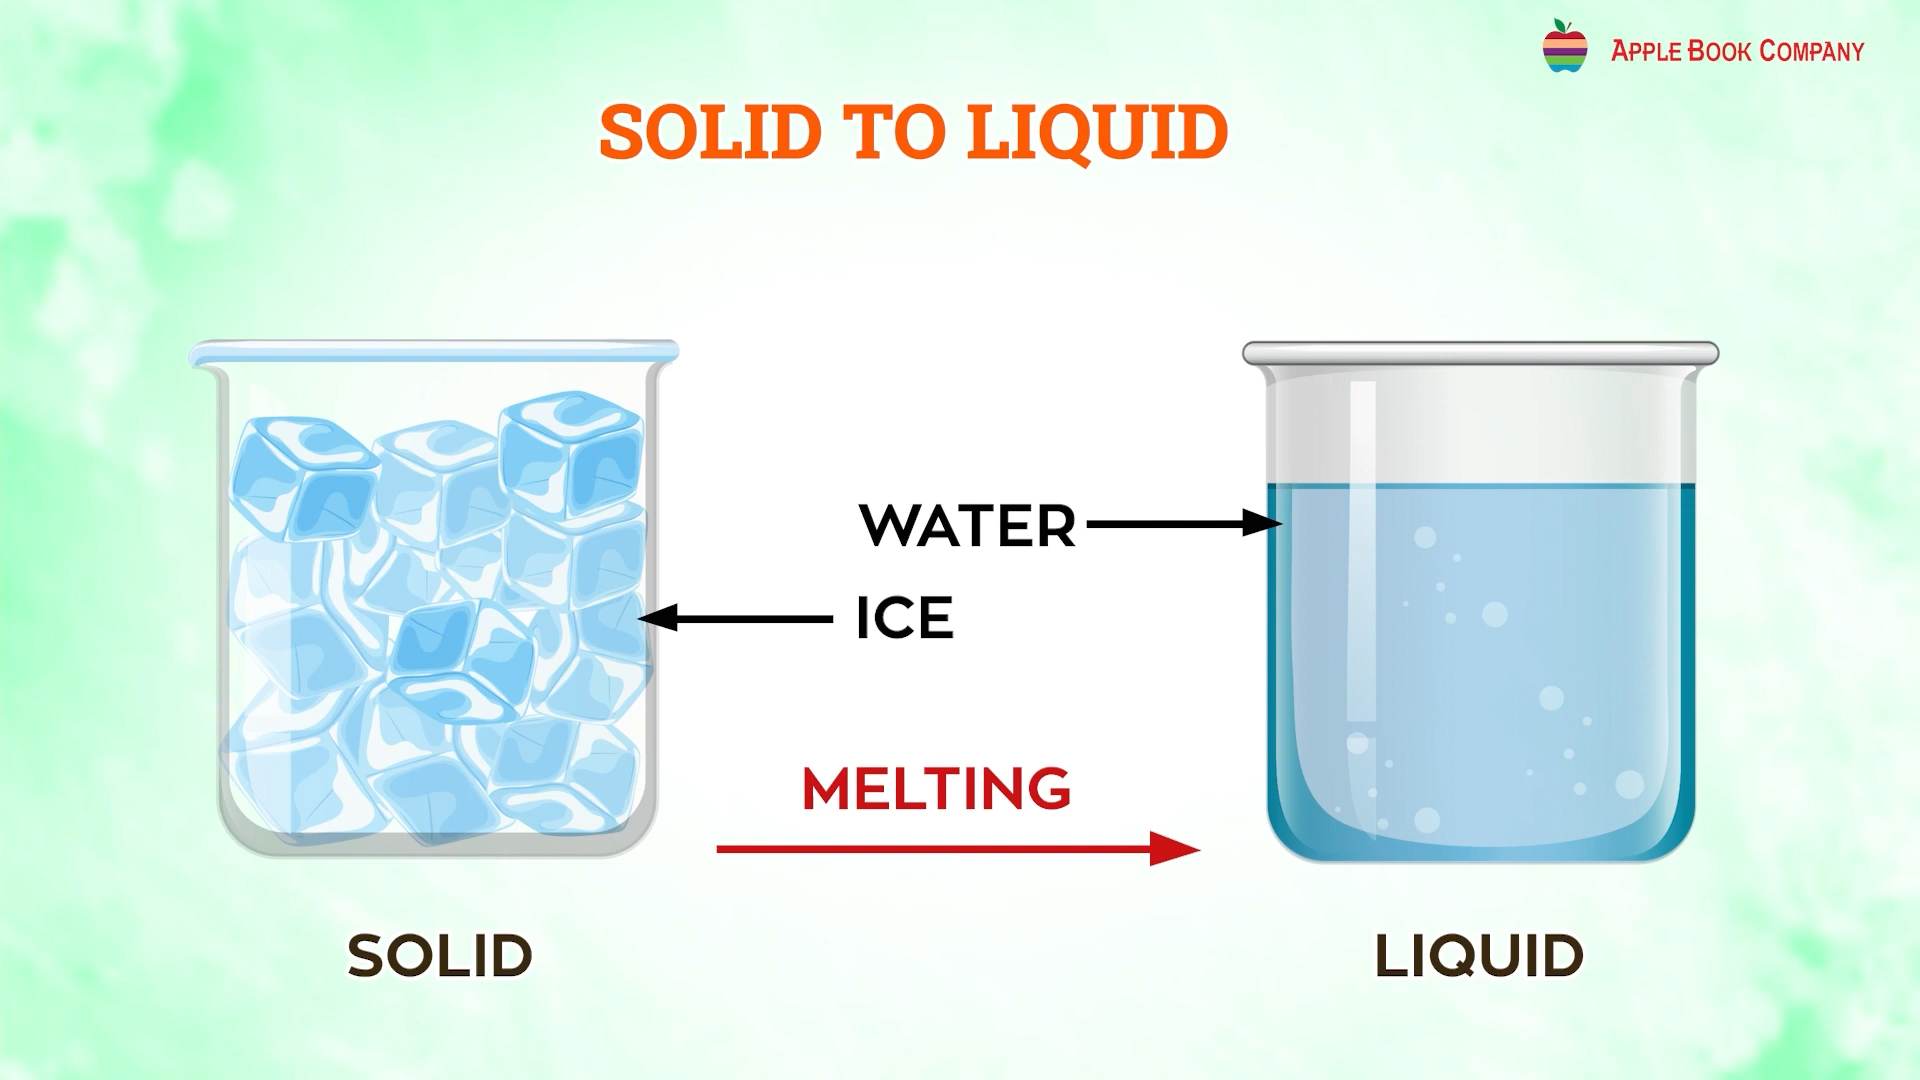 APPLE BOOK COMPANY
SOLID TO LIQUID
WATER
ICE
MELTING
SOLID
LIQUID